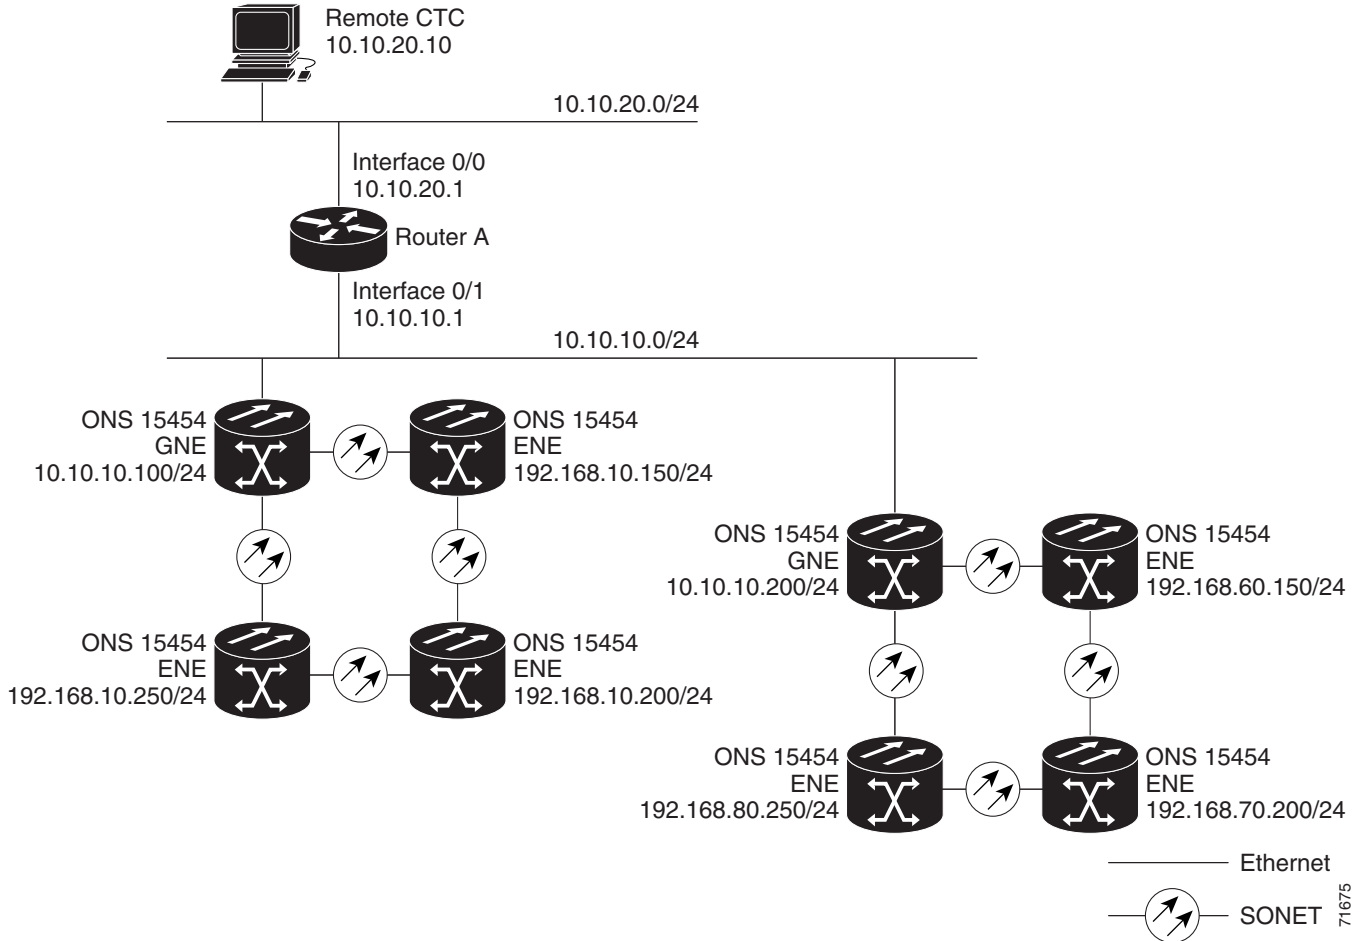 Remote CTC
10.10.20.10
10.10.20.0/24
Interface 0/0
10.10.20.1
Router A
Interface 0/1
10.10.10.1
10.10.10.0/24
ONS 15454
GNE
10.10.10.100/24
ONS 15454
ENE
192.168.10.150/24
ONS 15454
GNE
10.10.10.200/24
ONS 15454
ENE
192.168.60.150/24
ONS 15454
ENE
192.168.10.250/24
ONS 15454
ENE
192.168.10.200/24
ONS 15454
ENE
192.168.80.250/24
ONS 15454
ENE
192.168.70.200/24
Ethernet
SONET
71675